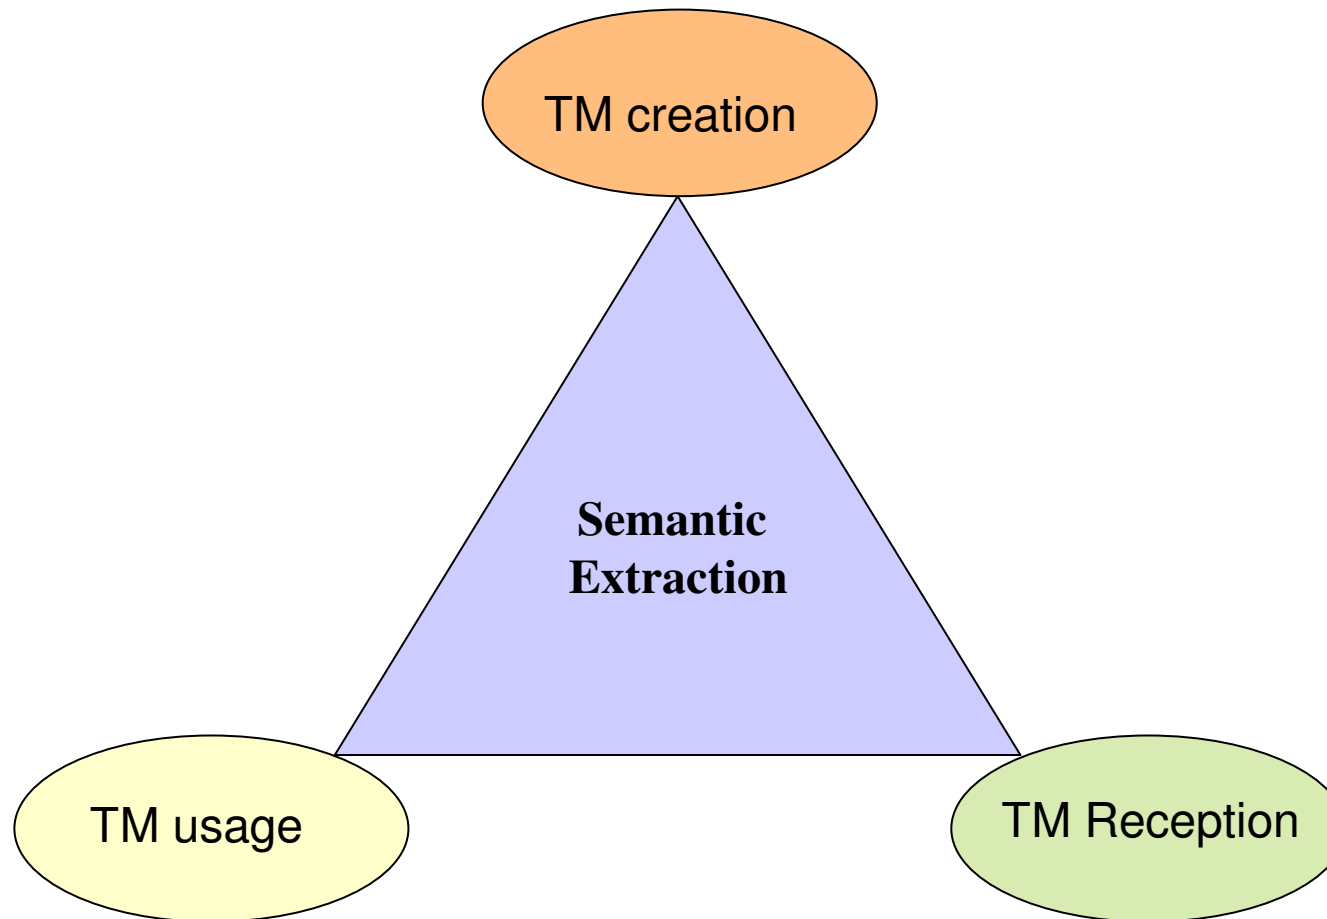 TM creation
Semantic
Extraction
TM usage
TM Reception